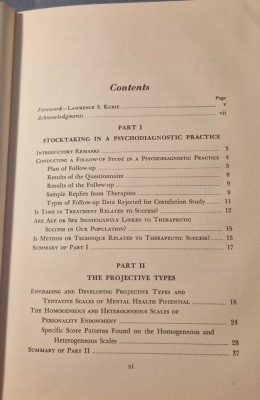 Contents
Page
Foreword—Lawrence S. Kubie v
Acknowledgments vii
PART I
STOCKTAKING IN A PSYCHODIAGNOSTIC PRACTICE
Introductory Remarks 3
Conducting a Follow-up Study in a Psychodiagnostic Practice 4
Plan of Follow-up 5
Results of the Questionnaire 8
Results of the Follow-up 9
Sample Replies from Therapists 9
Types of Follow-up Data Rejected for Correlation Study 11
Is Time in Treatment Related to Success? 12
Are Age or Sex Significantly Linked to Therapeutic
Success in Our Population? 15
Is Method or Technique Related to Therapeutic Success? 15
Summary of Part I 17
PART II
THE PROJECTIVE TYPES
Envisaging and Developing Projective Types and
Tentative Scales of Mental Health Potential 18
The Homogeneous and Heterogeneous Scales of
Personality Endowment 24
Specific Score Patterns Found on the Homogeneous and
Heterogeneous Scales 28
Summary of Part II 37
xi